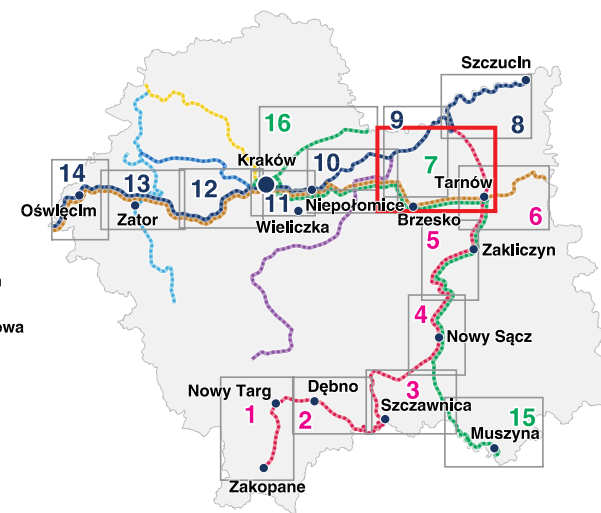 Szczucin
9
8
16
7
10
Kraków
14
13
12
Tarnów
11
Niepołomice
Oświęcim
Zator
Brzesko
6
Wieliczka
5
Zakliczyn
owa
4
Nowy Sącz
Dębno
Nowy Targ
3
1
2
Szczawnica
15
Muszyna
Zakopane